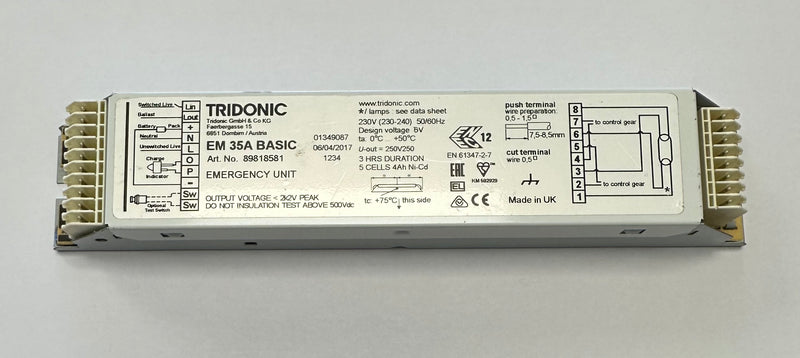 Switched Live Lin
Ballast Lout
Battery Pack +
Neutral N
Unwitched Live L
O
Charge Indicator P
−
Sw
Optional Test Switch Sw
TRIDONIC
Tridonic GmbH & Co KG
Faerbergasse 15
6851 Dornbirn / Austria
01349087
EM 35A BASIC 06/04/2017
Art. No. 89818581 1234
EMERGENCY UNIT
OUTPUT VOLTAGE < 2k2V PEAK
DO NOT INSULATION TEST ABOVE 500Vdc
www.tridonic.com
*/ lamps : see data sheet
230V (230-240) 50/60Hz
Design voltage 6V
ta 0°C +50°C
U-out = 250V250
3 HRS DURATION
5 CELLS 4Ah Ni-Cd
tc: +75°C this side
ENEC 12
EN 61347-2-7
KM 502929
EL
CE
push terminal
wire preparation:
0,5 - 1,5
7,5-8,5mm
cut terminal
wire 0,5
Made in UK
8
7 to control gear
6
5
4
3
2 to control gear
1
*